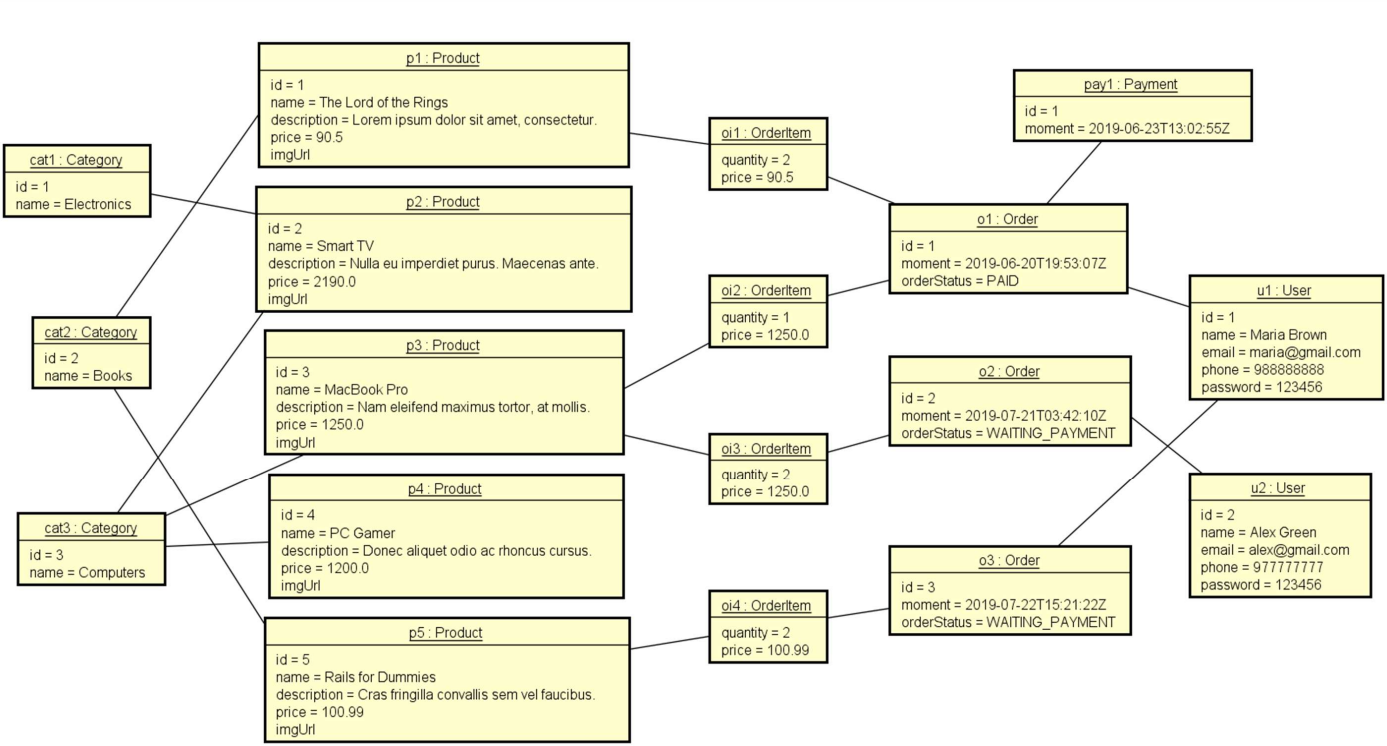 cat1 : Category
id = 1
name = Electronics
cat2 : Category
id = 2
name = Books
cat3 : Category
id = 3
name = Computers
p1 : Product
id = 1
name = The Lord of the Rings
description = Lorem ipsum dolor sit amet, consectetur.
price = 90.5
imgUrl
p2 : Product
id = 2
name = Smart TV
description = Nulla eu imperdiet purus. Maecenas ante.
price = 2190.0
imgUrl
p3 : Product
id = 3
name = MacBook Pro
description = Nam eleifend maximus tortor, at mollis.
price = 1250.0
imgUrl
p4 : Product
id = 4
name = PC Gamer
description = Donec aliquet odio ac rhoncus cursus.
price = 1200.0
imgUrl
p5 : Product
id = 5
name = Rails for Dummies
description = Cras fringilla convallis sem vel faucibus.
price = 100.99
imgUrl
oi1 : OrderItem
quantity = 2
price = 90.5
oi2 : OrderItem
quantity = 1
price = 1250.0
oi3 : OrderItem
quantity = 2
price = 1250.0
oi4 : OrderItem
quantity = 2
price = 100.99
pay1 : Payment
id = 1
moment = 2019-06-23T13:02:55Z
o1 : Order
id = 1
moment = 2019-06-20T19:53:07Z
orderStatus = PAID
o2 : Order
id = 2
moment = 2019-07-21T03:42:10Z
orderStatus = WAITING_PAYMENT
o3 : Order
id = 3
moment = 2019-07-22T15:21:22Z
orderStatus = WAITING_PAYMENT
u1 : User
id = 1
name = Maria Brown
email = maria@gmail.com
phone = 988888888
password = 123456
u2 : User
id = 2
name = Alex Green
email = alex@gmail.com
phone = 977777777
password = 123456